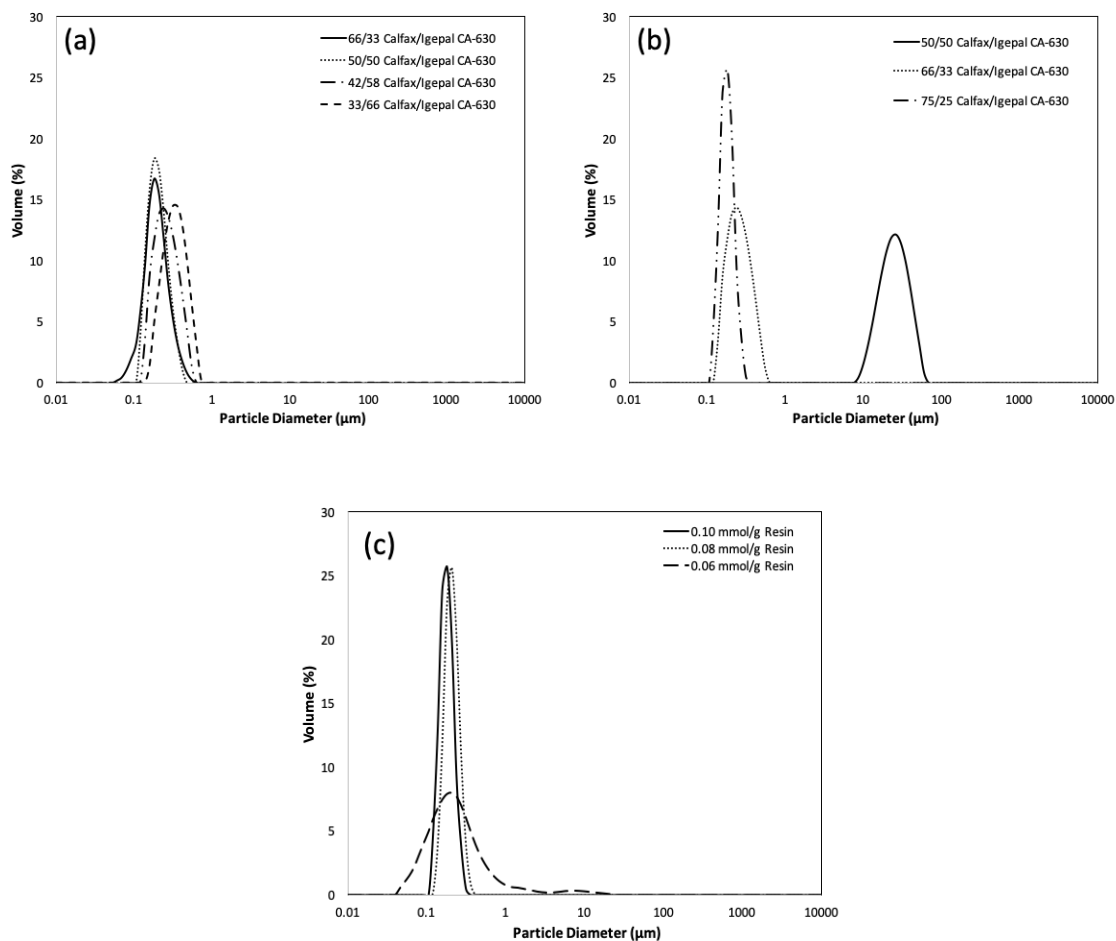 (a)
66/33 Calfax/Igepal CA-630
50/50 Calfax/Igepal CA-630
42/58 Calfax/Igepal CA-630
33/66 Calfax/Igepal CA-630
30
25
20
15
10
5
0
Volume (%)
0.01 0.1 1 10 100 1000 10000
Particle Diameter (µm)
(b)
50/50 Calfax/Igepal CA-630
66/33 Calfax/Igepal CA-630
75/25 Calfax/Igepal CA-630
30
25
20
15
10
5
0
Volume (%)
0.01 0.1 1 10 100 1000 10000
Particle Diameter (µm)
(c)
0.10 mmol/g Resin
0.08 mmol/g Resin
0.06 mmol/g Resin
30
25
20
15
10
5
0
Volume (%)
0.01 0.1 1 10 100 1000 10000
Particle Diameter (µm)